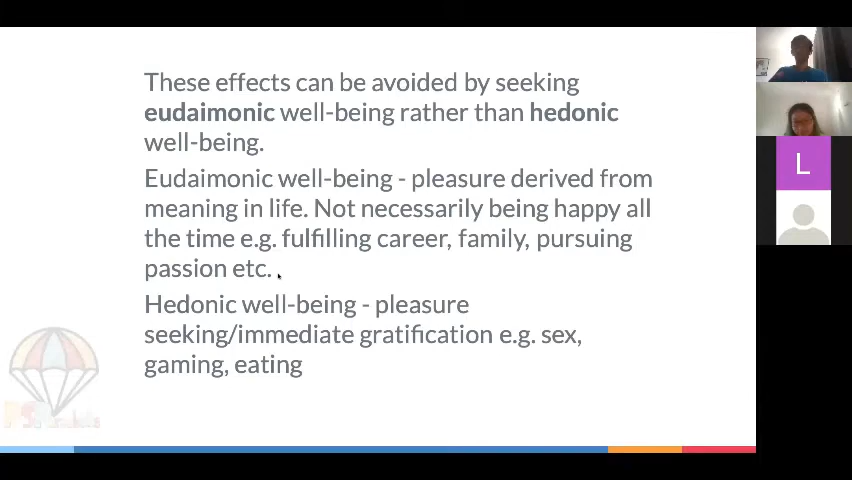 These effects can be avoided by seeking
eudaimonic well-being rather than hedonic
well-being.
Eudaimonic well-being - pleasure derived from
meaning in life. Not necessarily being happy all
the time e.g. fulfilling career, family, pursuing
passion etc.
Hedonic well-being - pleasure
seeking/immediate gratification e.g. sex,
gaming, eating
L